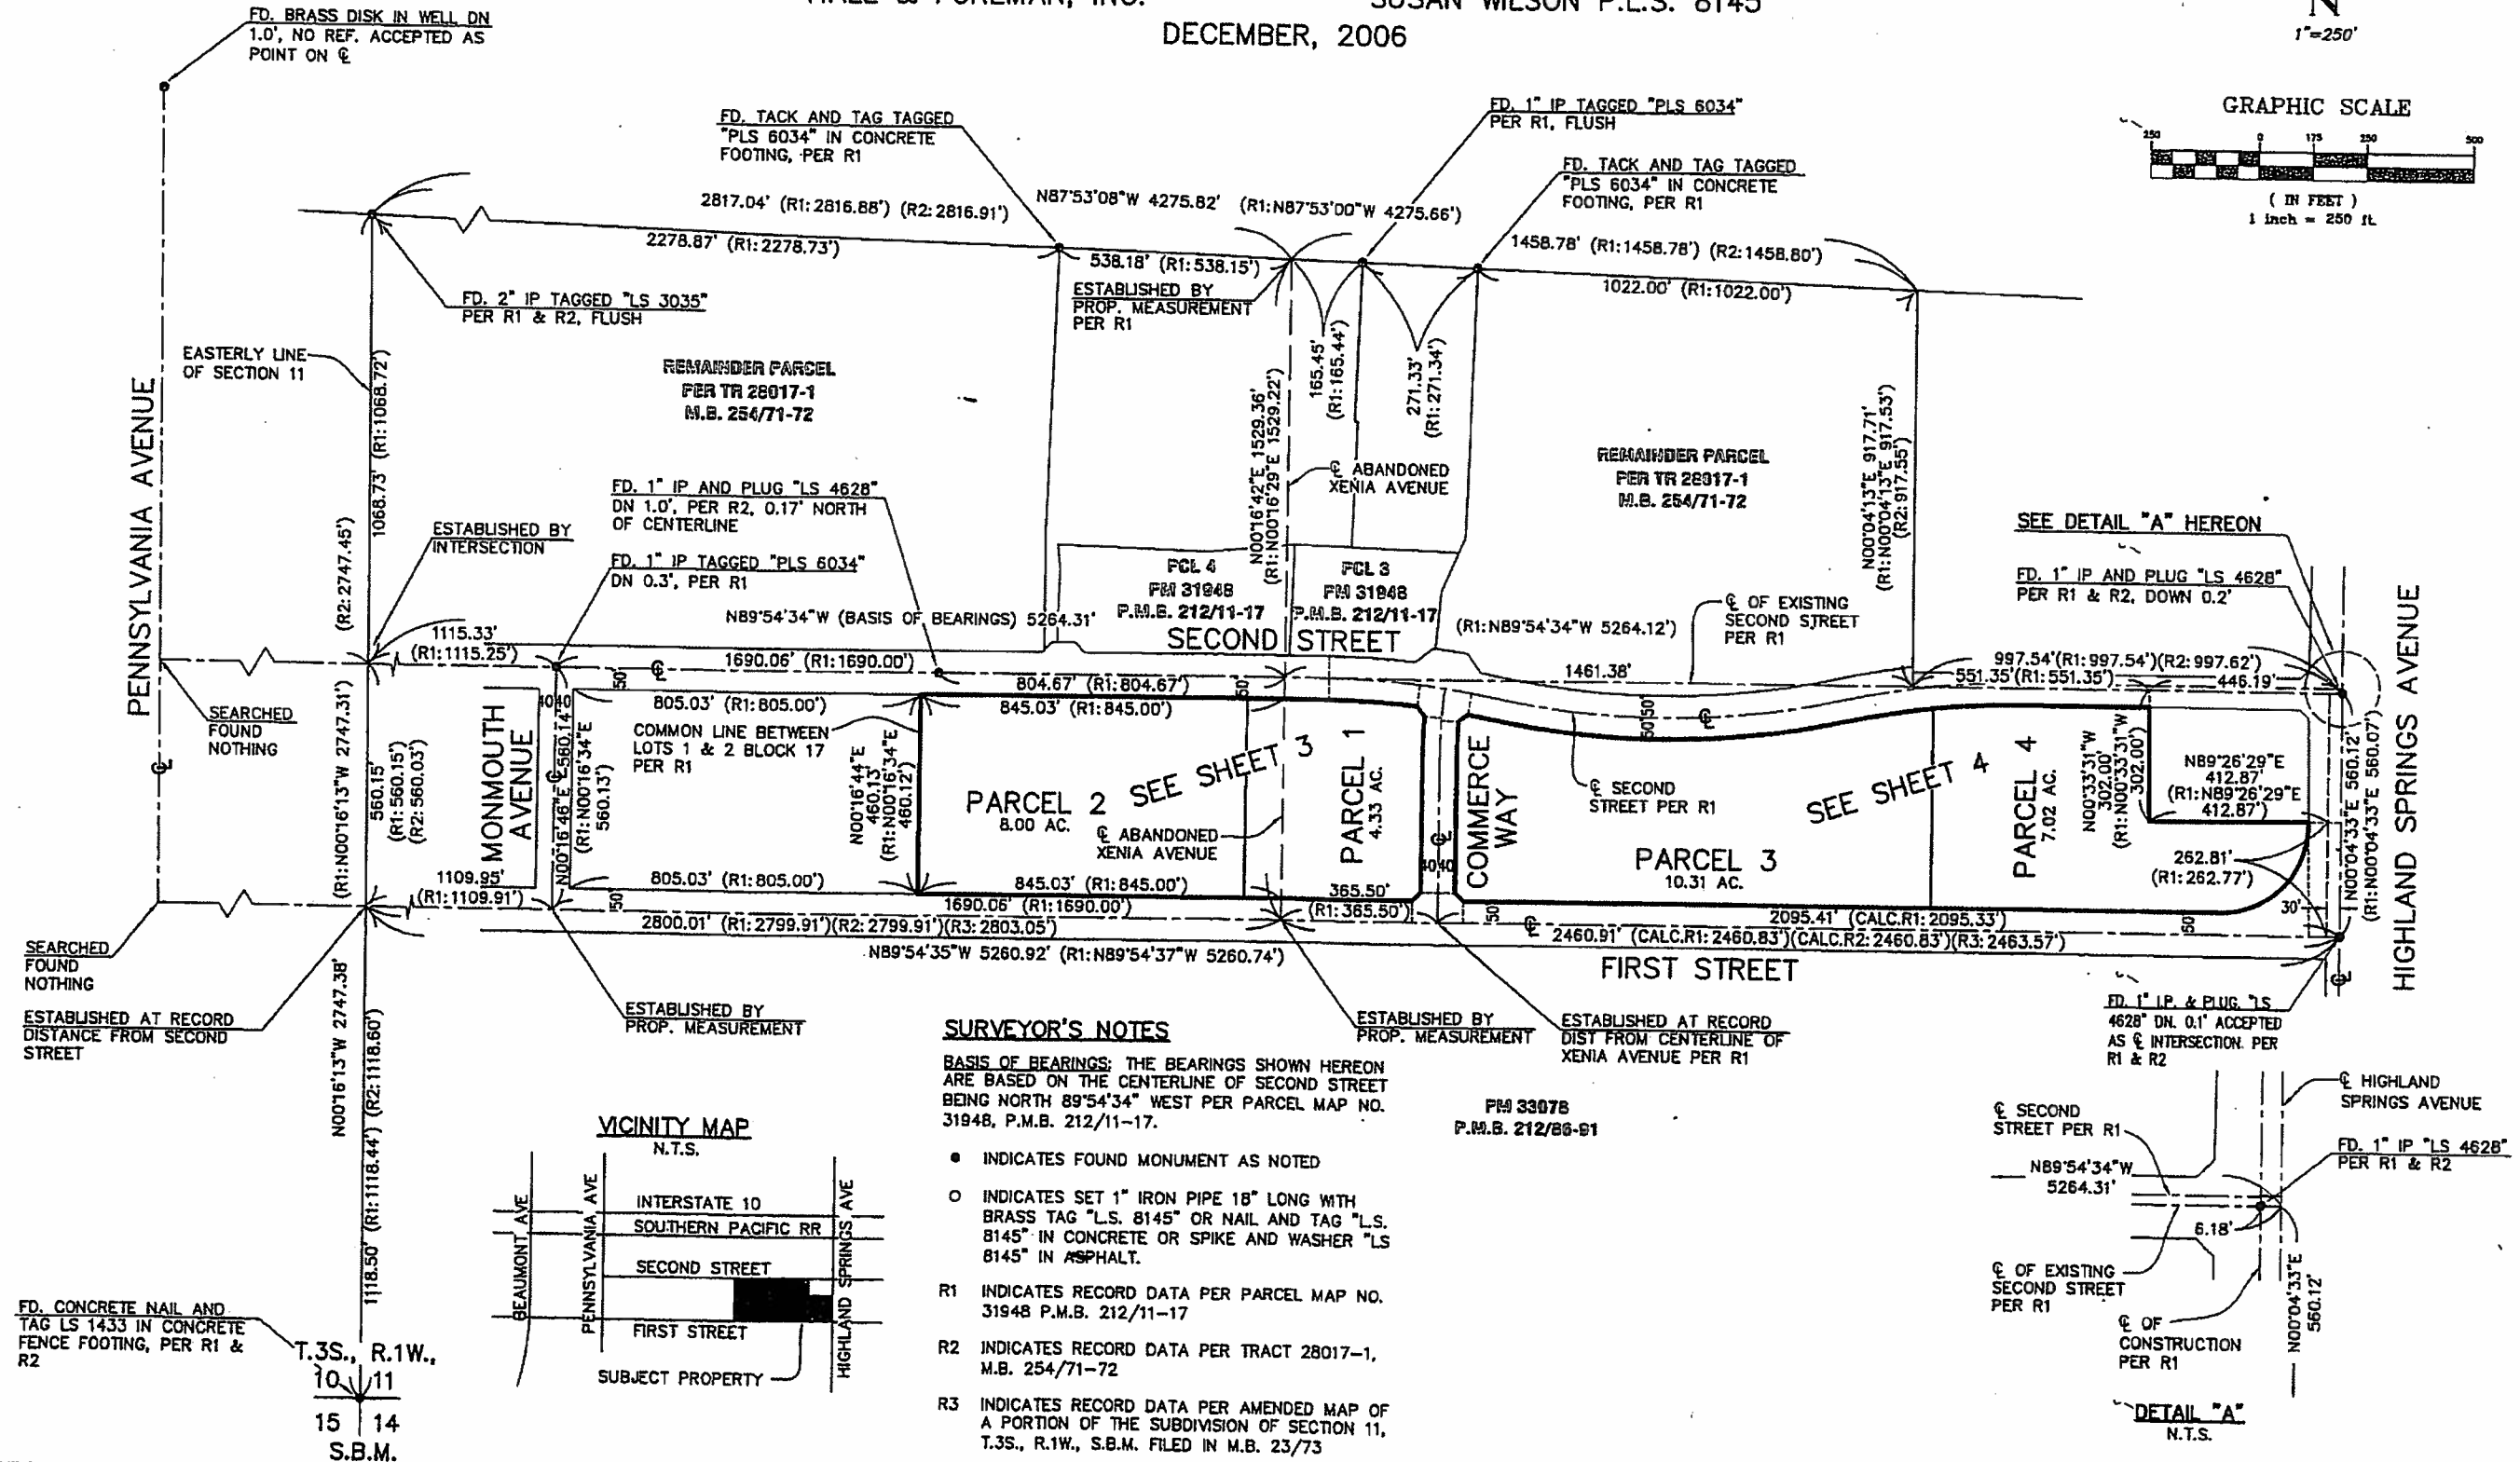 HALL & FOREMAN, INC.
SUSAN WILSON P.L.S. 8145
DECEMBER, 2006
N
1"=250'
GRAPHIC SCALE
250 0 175 250 500
( IN FEET )
1 inch = 250 ft.
FD. BRASS DISK IN WELL DN
1.0', NO REF. ACCEPTED AS
POINT ON ℄
FD. TACK AND TAG TAGGED
"PLS 6034" IN CONCRETE
FOOTING, PER R1
FD. 1" IP TAGGED "PLS 6034"
PER R1, FLUSH
FD. TACK AND TAG TAGGED
"PLS 6034" IN CONCRETE
FOOTING, PER R1
2817.04' (R1:2816.88') (R2:2816.91')
N87°53'08"W 4275.82' (R1:N87°53'00"W 4275.66')
2278.87' (R1:2278.73')
538.18' (R1:538.15')
1458.78' (R1:1458.78') (R2:1458.80')
1022.00' (R1:1022.00')
ESTABLISHED BY
PROP. MEASUREMENT
PER R1
FD. 2" IP TAGGED "LS 3035"
PER R1 & R2, FLUSH
EASTERLY LINE
OF SECTION 11
REMAINDER PARCEL
PER TR 28017-1
M.B. 254/71-72
165.45'
(R1:165.44')
271.33'
(R1:271.34')
N00°16'42"E 1529.36'
(R1:N00°16'29"E 1529.22')
℄ ABANDONED
XENIA AVENUE
REMAINDER PARCEL
PER TR 28017-1
M.B. 254/71-72
N00°04'13"E 917.71'
(R1:N00°04'13"E 917.53')
(R2:917.55')
PENNSYLVANIA AVENUE
1068.73' (R1:1068.72')
(R2:2747.45')
FD. 1" IP AND PLUG "LS 4628"
DN 1.0', PER R2, 0.17' NORTH
OF CENTERLINE
ESTABLISHED BY
INTERSECTION
FD. 1" IP TAGGED "PLS 6034"
DN 0.3', PER R1
PCL 4
PM 31948
P.M.B. 212/11-17
PCL 3
PM 31948
P.M.B. 212/11-17
SEE DETAIL "A" HEREON
FD. 1" IP AND PLUG "LS 4628"
PER R1 & R2, DOWN 0.2'
HIGHLAND SPRINGS AVENUE
N89°54'34"W (BASIS OF BEARINGS) 5264.31'
SECOND STREET
(R1:N89°54'34"W 5264.12')
℄ OF EXISTING
SECOND STREET
PER R1
1115.33'
(R1:1115.25')
℄
1690.06' (R1:1690.00')
1461.38'
997.54'(R1:997.54')(R2:997.62')
551.35'(R1:551.35')
446.19'
50'
804.67' (R1:804.67')
50'
40 40
805.03' (R1:805.00')
845.03' (R1:845.00')
50' 50'
℄
SEARCHED
FOUND
NOTHING
℄
MONMOUTH
AVENUE
COMMON LINE BETWEEN
LOTS 1 & 2 BLOCK 17
PER R1
(R1:N00°16'13"W 2747.31')
560.15'
(R1:560.15')
(R2:560.03')
N00°16'46"E 560.14'
(R1:N00°16'34"E
560.13')
℄
N00°16'44"E
460.13'
(R1:N00°16'34"E
460.12')
PARCEL 2
8.00 AC.
SEE SHEET 3
℄ ABANDONED
XENIA AVENUE
PARCEL 1
4.33 AC.
COMMERCE
WAY
℄
40 40
℄ SECOND
STREET PER R1
SEE SHEET 4
PARCEL 3
10.31 AC.
PARCEL 4
7.02 AC.
N00°33'31"W
302.00'
(R1:N00°33'31"W
302.00')
N89°26'29"E
412.87'
(R1:N89°26'29"E
412.87')
262.81'
(R1:262.77')
30'
N00°04'33"E 560.12'
(R1:N00°04'33"E 560.07')
1109.95'
(R1:1109.91')
805.03' (R1:805.00')
845.03' (R1:845.00')
365.50'
(R1:365.50')
50'
1690.06' (R1:1690.00')
50'
2095.41' (CALC.R1:2095.33')
50'
2800.01' (R1:2799.91')(R2:2799.91')(R3:2803.05')
℄
2460.91' (CALC.R1:2460.83')(CALC.R2:2460.83')(R3:2463.57')
N89°54'35"W 5260.92' (R1:N89°54'37"W 5260.74')
FIRST STREET
℄
SEARCHED
FOUND
NOTHING
ESTABLISHED AT RECORD
DISTANCE FROM SECOND
STREET
N00°16'13"W 2747.38'
1118.50' (R1:1118.44') (R2:1118.60')
ESTABLISHED BY
PROP. MEASUREMENT
ESTABLISHED BY
PROP. MEASUREMENT
ESTABLISHED AT RECORD
DIST FROM CENTERLINE OF
XENIA AVENUE PER R1
FD. 1" I.P. & PLUG, "LS
4628" DN. 0.1' ACCEPTED
AS ℄ INTERSECTION PER
R1 & R2
SURVEYOR'S NOTES
BASIS OF BEARINGS: THE BEARINGS SHOWN HEREON
ARE BASED ON THE CENTERLINE OF SECOND STREET
BEING NORTH 89°54'34" WEST PER PARCEL MAP NO.
31948, P.M.B. 212/11-17.
● INDICATES FOUND MONUMENT AS NOTED
○ INDICATES SET 1" IRON PIPE 18" LONG WITH
BRASS TAG "L.S. 8145" OR NAIL AND TAG "L.S.
8145" IN CONCRETE OR SPIKE AND WASHER "LS
8145" IN ASPHALT.
R1 INDICATES RECORD DATA PER PARCEL MAP NO.
31948 P.M.B. 212/11-17
R2 INDICATES RECORD DATA PER TRACT 28017-1,
M.B. 254/71-72
R3 INDICATES RECORD DATA PER AMENDED MAP OF
A PORTION OF THE SUBDIVISION OF SECTION 11,
T.3S., R.1W., S.B.M. FILED IN M.B. 23/73
PM 33078
P.M.B. 212/86-91
VICINITY MAP
N.T.S.
BEAUMONT AVE
PENNSYLVANIA AVE
HIGHLAND SPRINGS AVE
INTERSTATE 10
SOUTHERN PACIFIC RR
SECOND STREET
FIRST STREET
SUBJECT PROPERTY
FD. CONCRETE NAIL AND
TAG LS 1433 IN CONCRETE
FENCE FOOTING, PER R1 &
R2
T.3S., R.1W.,
10 11
15 14
S.B.M.
℄ HIGHLAND
SPRINGS AVENUE
℄ SECOND
STREET PER R1
FD. 1" IP "LS 4628"
PER R1 & R2
N89°54'34"W
5264.31'
6.18'
℄ OF EXISTING
SECOND STREET
PER R1
℄ OF
CONSTRUCTION
PER R1
N00°04'33"E
560.12'
DETAIL "A"
N.T.S.